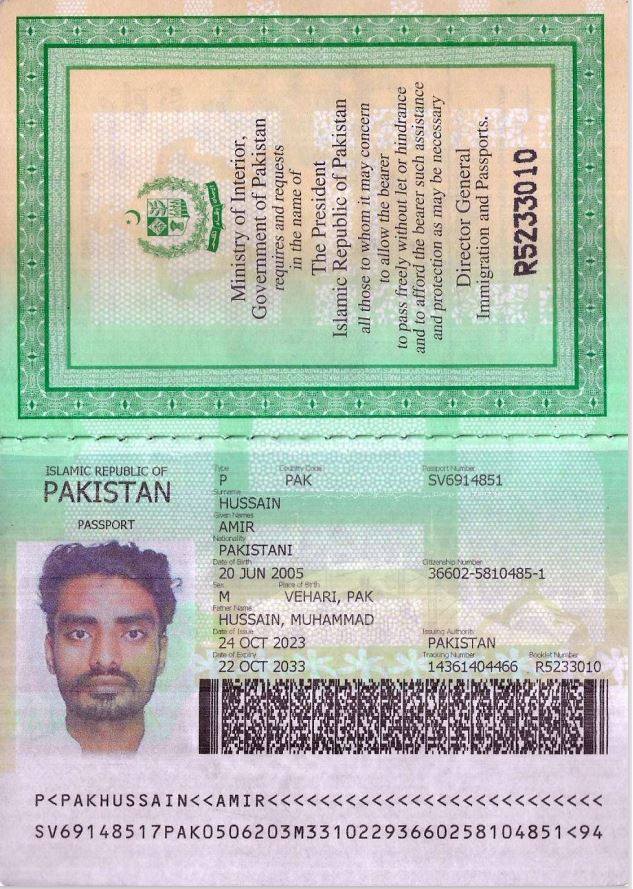 Ministry of Interior,
Government of Pakistan
requires and requests
in the name of
The President
Islamic Republic of Pakistan
all those to whom it may concern
to allow the bearer
to pass freely without let or hindrance
and to afford the bearer such assistance
and protection as may be necessary
Director General
Immigration and Passports.
R5233010
ISLAMIC REPUBLIC OF
PAKISTAN
PASSPORT
Type Country Code Passport Number
P PAK SV6914851
Surname
HUSSAIN
Given Names
AMIR
Nationality
PAKISTANI
Date of Birth Citizenship Number
20 JUN 2005 36602-5810485-1
Sex Place of Birth
M VEHARI, PAK
Father Name
HUSSAIN, MUHAMMAD
Date of Issue Issuing Authority
24 OCT 2023 PAKISTAN
Date of Expiry Tracking Number Booklet Number
22 OCT 2033 14361404466 R5233010
P<PAKHUSSAIN<<AMIR<<<<<<<<<<<<<<<<<<<<<<<<<<
SV69148517PAK0506203M33102293660258104851<94